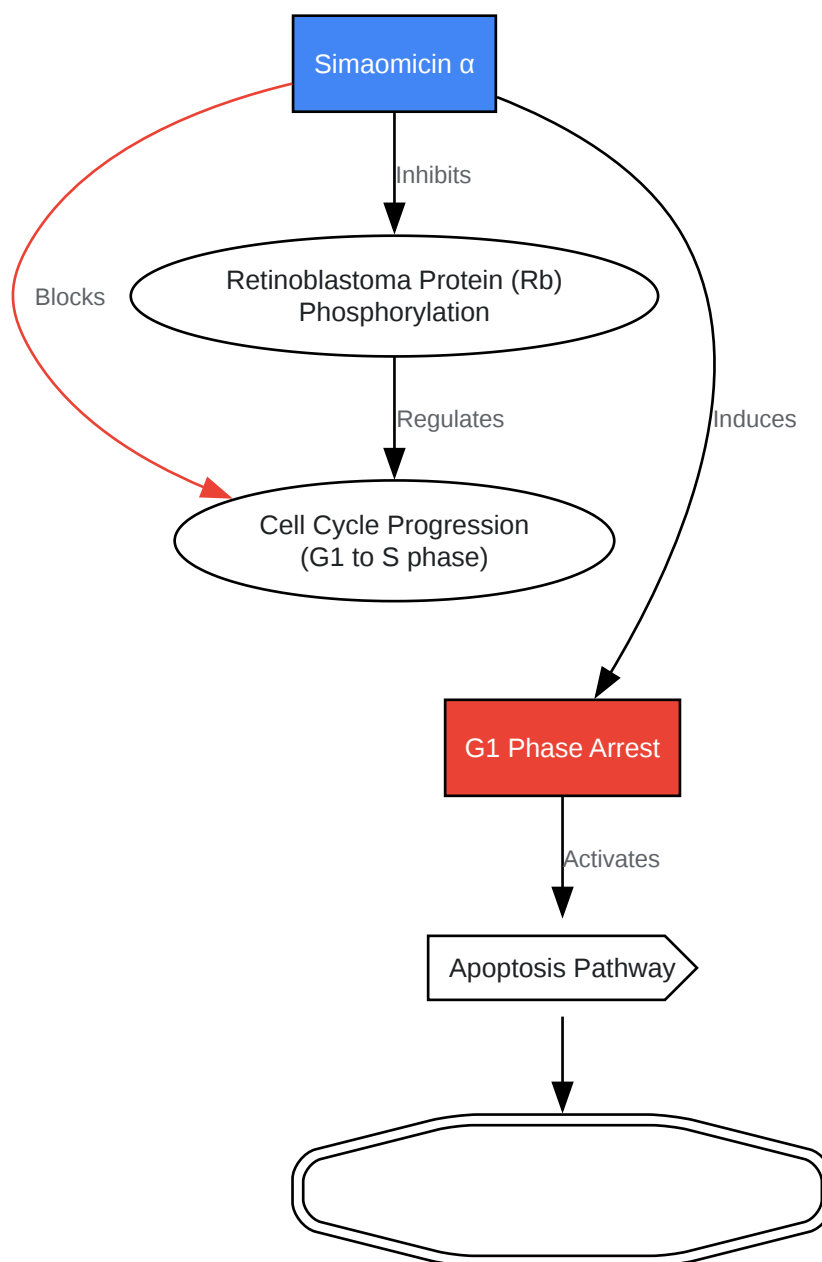 Simaomicin α
Inhibits
Blocks
Retinoblastoma Protein (Rb)
Phosphorylation
Regulates
Induces
Cell Cycle Progression
(G1 to S phase)
G1 Phase Arrest
Activates
Apoptosis Pathway